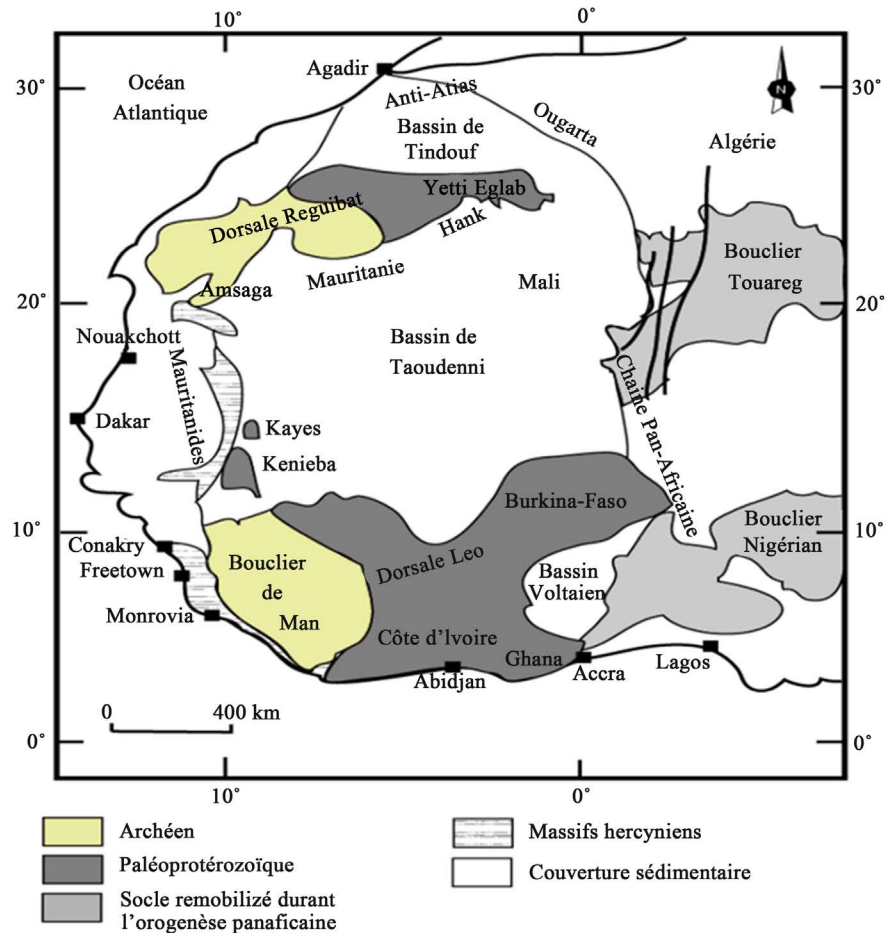 10˚ 0˚
30˚ 30˚
Océan
Atlantique
Agadir
Anti-Atias
Ougarta
N
Bassin de
Tindouf
Algérie
Yetti Eglab
Dorsale Reguibat
Hank
Mauritanie
Bouclier
Touareg
Amsaga
Mali
20˚ 20˚
Nouakchott
Bassin de
Taoudenni
Mauritanides
Chaine Pan-Africaine
Dakar
Kayes
Kenieba
Burkina-Faso
10˚ 10˚
Bouclier
Nigérian
Conakry
Freetown
Bouclier
de
Man
Dorsale Leo
Bassin
Voltaien
Monrovia
Côte d’Ivoire
Ghana
Abidjan
Accra
Lagos
0 400 km
0˚ 0˚
10˚ 0˚
Archéen
Paléoprotérozoïque
Socle remobilizé durant
l’orogenèse panaficaine
Massifs hercyniens
Couverture sédimentaire